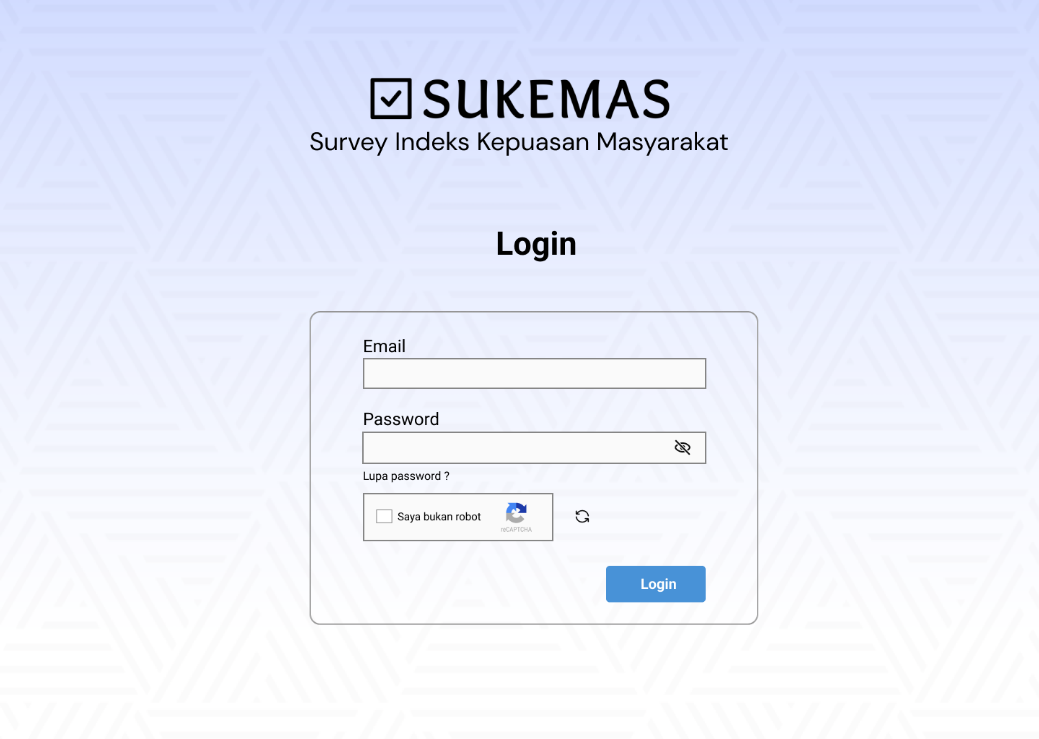 SUKEMAS
Survey Indeks Kepuasan Masyarakat
Login
Email
Password
Lupa password ?
Saya bukan robot
reCAPTCHA
Login